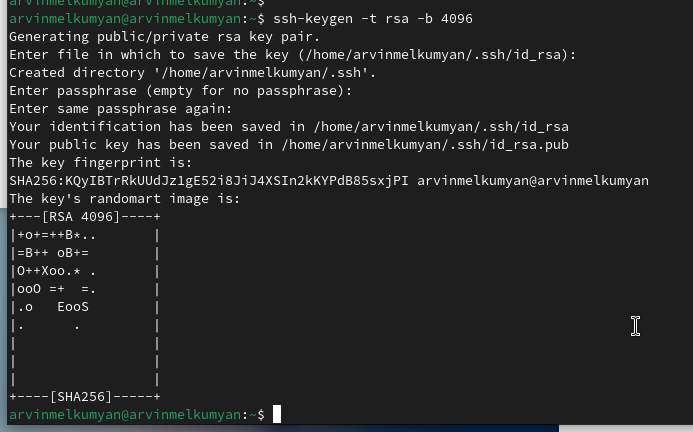 arvinmelkumyan@arvinmelkumyan:~$
arvinmelkumyan@arvinmelkumyan:~$ ssh-keygen -t rsa -b 4096
Generating public/private rsa key pair.
Enter file in which to save the key (/home/arvinmelkumyan/.ssh/id_rsa):
Created directory '/home/arvinmelkumyan/.ssh'.
Enter passphrase (empty for no passphrase):
Enter same passphrase again:
Your identification has been saved in /home/arvinmelkumyan/.ssh/id_rsa
Your public key has been saved in /home/arvinmelkumyan/.ssh/id_rsa.pub
The key fingerprint is:
SHA256:KQyIBTrRkUUdJzlgE52i8JiJ4XSIn2kKYPdB85sxjPI arvinmelkumyan@arvinmelkumyan
The key's randomart image is:
+---[RSA 4096]----+
|+o+=++B*..       |
|=B++ oB+=        |
|O++Xoo.* .       |
|ooO =+  =.       |
|.o   EooS        |
|.      .         |
|                 |
|                 |
|                 |
+----[SHA256]-----+
arvinmelkumyan@arvinmelkumyan:~$